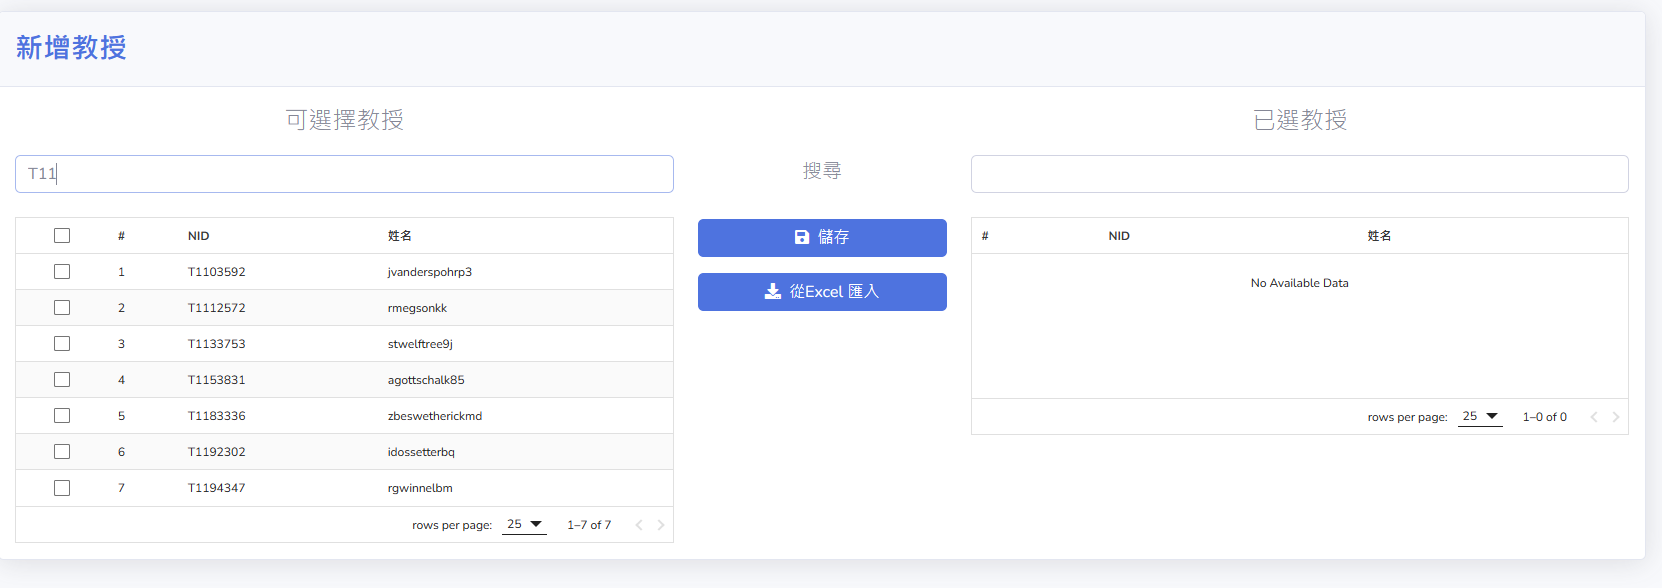 新增教授
可選擇教授
已選教授
T11
搜尋
儲存
從Excel 匯入
# NID 姓名
1 T1103592 jvanderspohrp3
2 T1112572 rmegsonkk
3 T1133753 stwelftree9j
4 T1153831 agottschalk85
5 T1183336 zbeswetherickmd
6 T1192302 idossetterbq
7 T1194347 rgwinnelbm
rows per page: 25 1–7 of 7
# NID 姓名
No Available Data
rows per page: 25 1–0 of 0